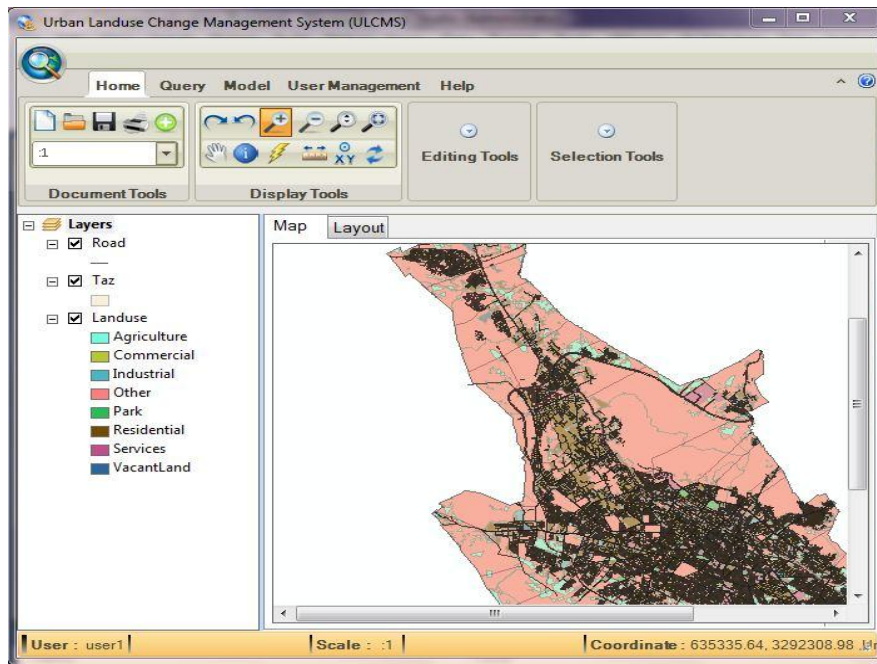 Urban Landuse Change Management System (ULCMS)
Home Query Model User Management Help
:1
XY
Editing Tools
Selection Tools
Document Tools
Display Tools
Layers
Road
Taz
Landuse
Agriculture
Commercial
Industrial
Other
Park
Residential
Services
VacantLand
Map Layout
User : user1 Scale : :1 Coordinate : 635335.64, 3292308.98